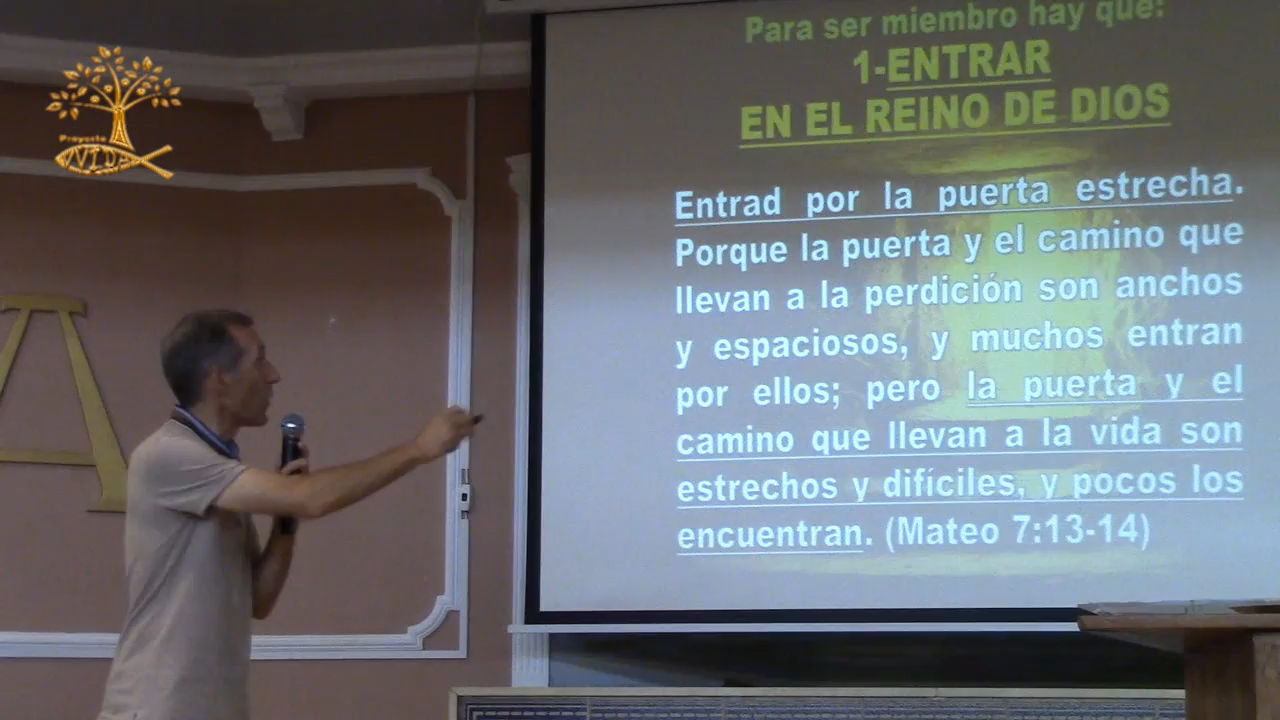 Proyecto
VIDA
A
Para ser miembro hay que:
1-ENTRAR
EN EL REINO DE DIOS
Entrad por la puerta estrecha.
Porque la puerta y el camino que
llevan a la perdición son anchos
y espaciosos, y muchos entran
por ellos; pero la puerta y el
camino que llevan a la vida son
estrechos y difíciles, y pocos los
encuentran. (Mateo 7:13-14)